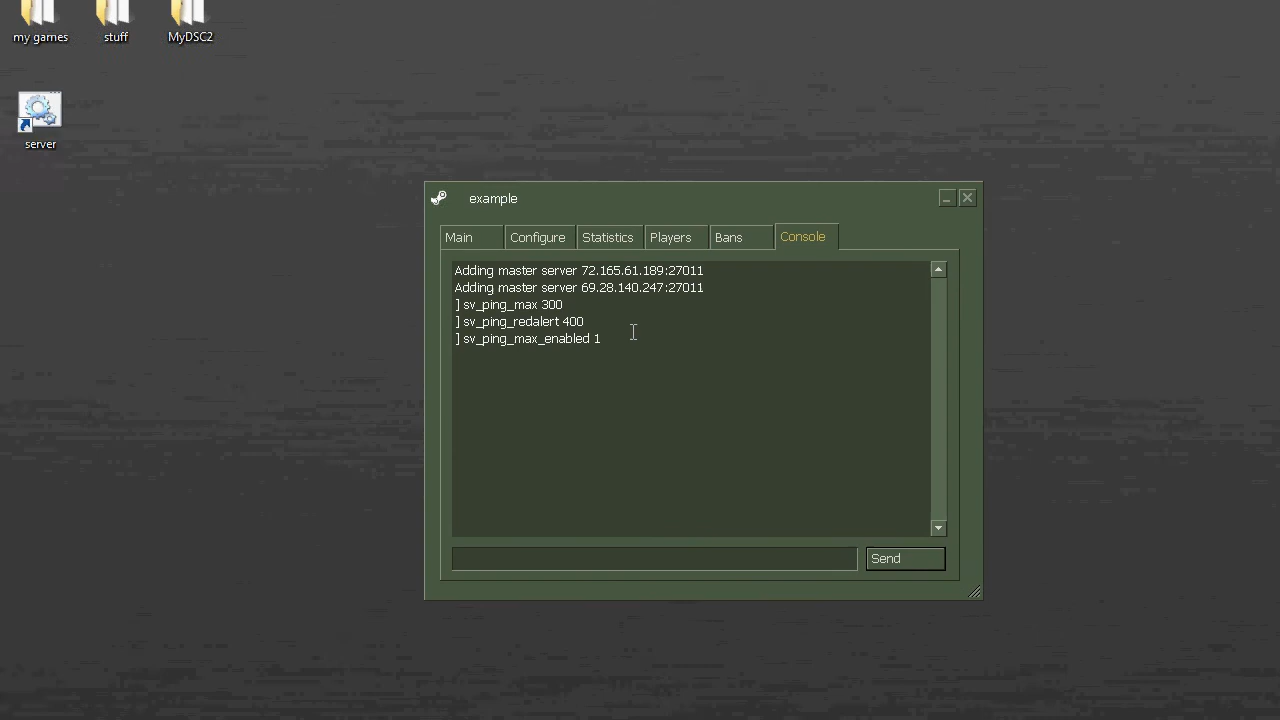 my games stuff MyDSC2
server
example
Main Configure Statistics Players Bans Console
Adding master server 72.165.61.189:27011
Adding master server 69.28.140.247:27011
] sv_ping_max 300
] sv_ping_redalert 400
] sv_ping_max_enabled 1
Send